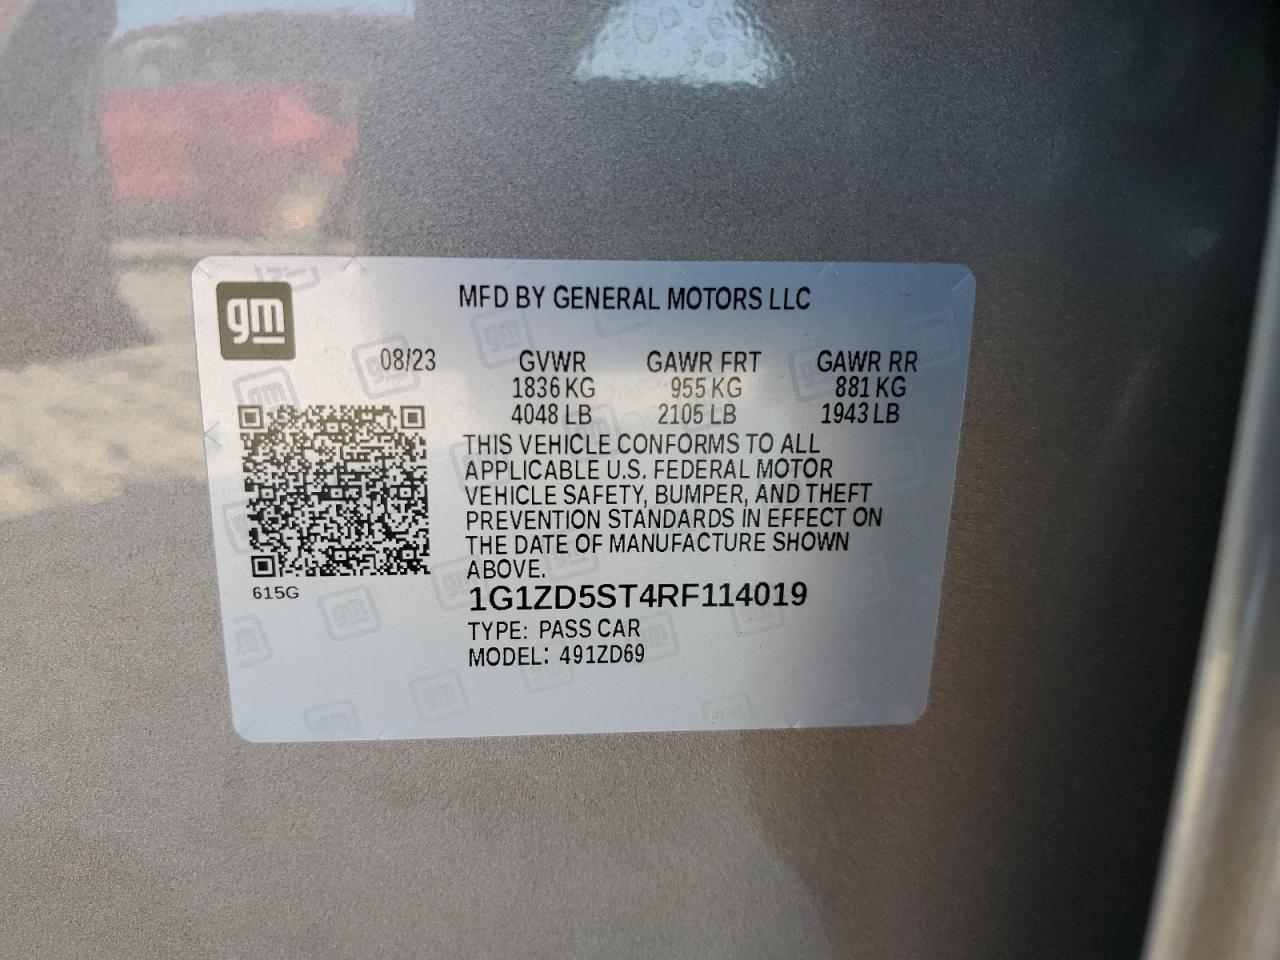 gm
MFD BY GENERAL MOTORS LLC
08/23 GVWR GAWR FRT GAWR RR
1836 KG 955 KG 881 KG
4048 LB 2105 LB 1943 LB
THIS VEHICLE CONFORMS TO ALL
APPLICABLE U.S. FEDERAL MOTOR
VEHICLE SAFETY, BUMPER, AND THEFT
PREVENTION STANDARDS IN EFFECT ON
THE DATE OF MANUFACTURE SHOWN
ABOVE.
615G
1G1ZD5ST4RF114019
TYPE: PASS CAR
MODEL: 491ZD69